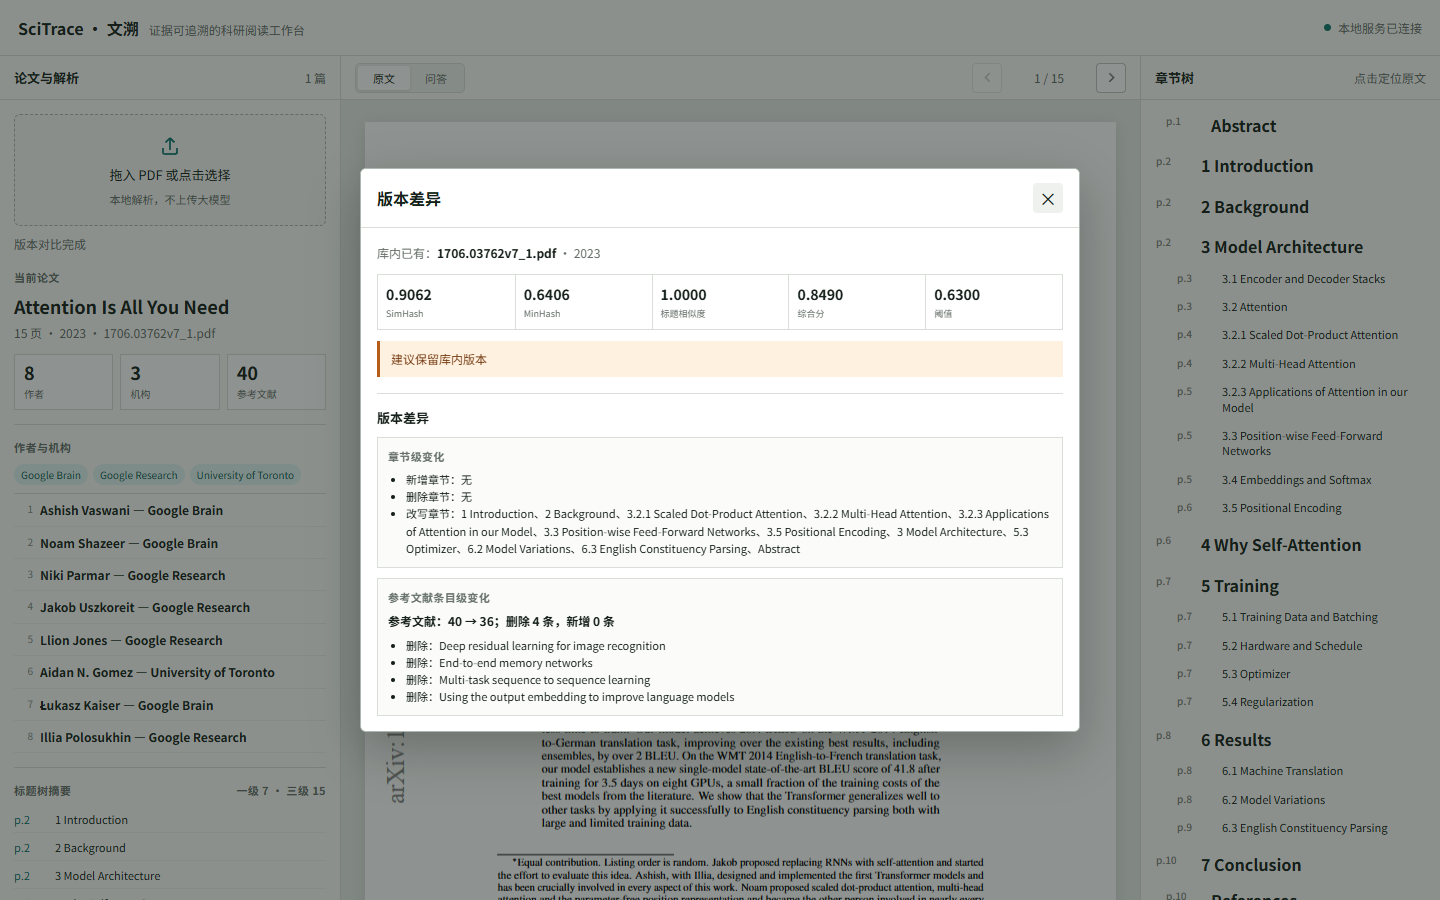 SciTrace · 文溯 证据可追溯的科研阅读工作台
本地服务已连接
论文与解析 1 篇
拖入 PDF 或点击选择
本地解析，不上传大模型
版本对比完成
当前论文
Attention Is All You Need
15 页 · 2023 · 1706.03762v7_1.pdf
8 3 40
作者 机构 参考文献
作者与机构
Google Brain Google Research University of Toronto
1 Ashish Vaswani — Google Brain
2 Noam Shazeer — Google Brain
3 Niki Parmar — Google Research
4 Jakob Uszkoreit — Google Research
5 Llion Jones — Google Research
6 Aidan N. Gomez — University of Toronto
7 Łukasz Kaiser — Google Brain
8 Illia Polosukhin — Google Research
标题树摘要 一级 7 · 三级 15
p.2 1 Introduction
p.2 2 Background
p.2 3 Model Architecture
原文 问答
1 / 15
版本差异
库内已有：1706.03762v7_1.pdf · 2023
0.9062 0.6406 1.0000 0.8490 0.6300
SimHash MinHash 标题相似度 综合分 阈值
建议保留库内版本
版本差异
章节级变化
新增章节：无
删除章节：无
改写章节：1 Introduction、2 Background、3.2.1 Scaled Dot-Product Attention、3.2.2 Multi-Head Attention、3.2.3 Applications
of Attention in our Model、3.3 Position-wise Feed-Forward Networks、3.5 Positional Encoding、3 Model Architecture、5.3
Optimizer、6.2 Model Variations、6.3 English Constituency Parsing、Abstract
参考文献条目级变化
参考文献：40 → 36；删除 4 条，新增 0 条
删除：Deep residual learning for image recognition
删除：End-to-end memory networks
删除：Multi-task sequence to sequence learning
删除：Using the output embedding to improve language models
arXiv:1
to-German translation task, improving over the existing best results, including
ensembles, by over 2 BLEU. On the WMT 2014 English-to-French translation task,
our model establishes a new single-model state-of-the-art BLEU score of 41.8 after
training for 3.5 days on eight GPUs, a small fraction of the training costs of the
best models from the literature. We show that the Transformer generalizes well to
other tasks by applying it successfully to English constituency parsing both with
large and limited training data.
*Equal contribution. Listing order is random. Jakob proposed replacing RNNs with self-attention and started
the effort to evaluate this idea. Ashish, with Illia, designed and implemented the first Transformer models and
has been crucially involved in every aspect of this work. Noam proposed scaled dot-product attention, multi-head
章节树 点击定位原文
p.1 Abstract
p.2 1 Introduction
p.2 2 Background
p.2 3 Model Architecture
p.3 3.1 Encoder and Decoder Stacks
p.3 3.2 Attention
p.4 3.2.1 Scaled Dot-Product Attention
p.4 3.2.2 Multi-Head Attention
p.5 3.2.3 Applications of Attention in our
Model
p.5 3.3 Position-wise Feed-Forward
Networks
p.5 3.4 Embeddings and Softmax
p.6 3.5 Positional Encoding
p.6 4 Why Self-Attention
p.7 5 Training
p.7 5.1 Training Data and Batching
p.7 5.2 Hardware and Schedule
p.7 5.3 Optimizer
p.7 5.4 Regularization
p.8 6 Results
p.8 6.1 Machine Translation
p.8 6.2 Model Variations
p.9 6.3 English Constituency Parsing
p.10 7 Conclusion
p.10 References